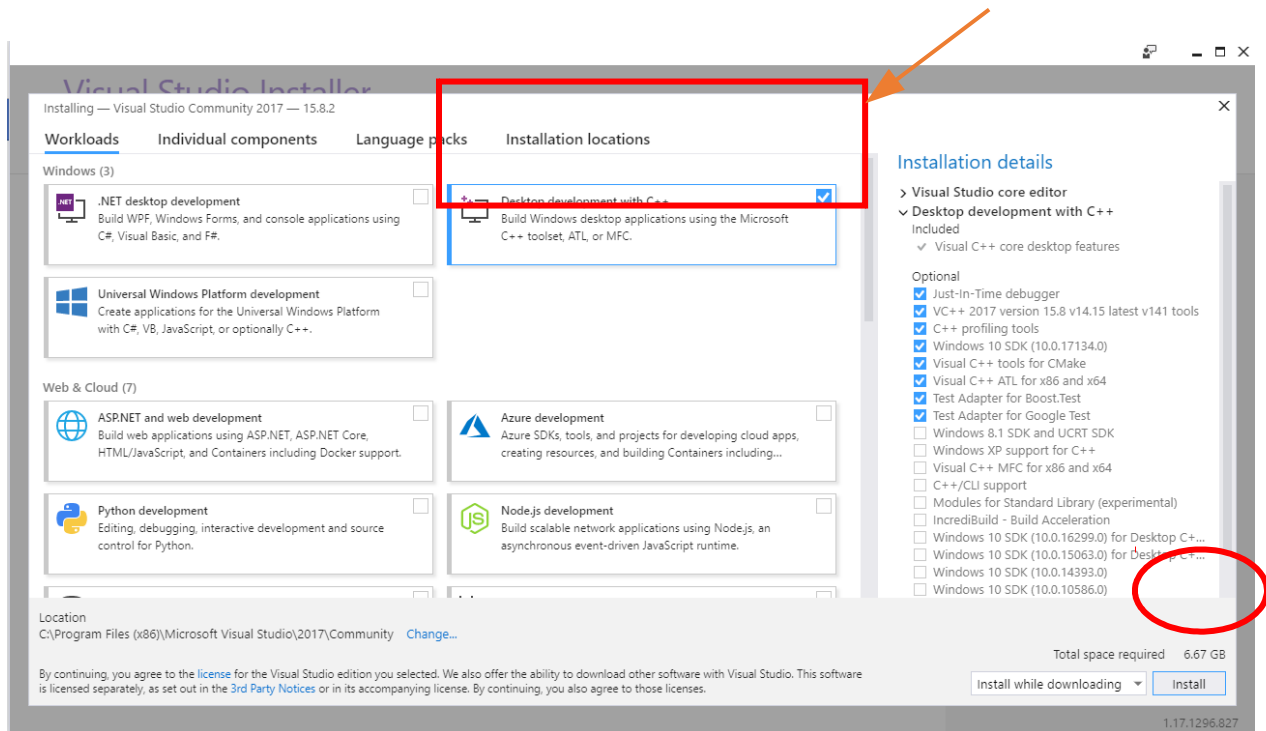 Visual Studio Installer
Installing — Visual Studio Community 2017 — 15.8.2
Workloads Individual components Language packs Installation locations
Windows (3)
.NET
.NET desktop development
Build WPF, Windows Forms, and console applications using
C#, Visual Basic, and F#.
Desktop development with C++
Build Windows desktop applications using the Microsoft
C++ toolset, ATL, or MFC.
Universal Windows Platform development
Create applications for the Universal Windows Platform
with C#, VB, JavaScript, or optionally C++.
Web & Cloud (7)
ASP.NET and web development
Build web applications using ASP.NET, ASP.NET Core,
HTML/JavaScript, and Containers including Docker support.
Azure development
Azure SDKs, tools, and projects for developing cloud apps,
creating resources, and building Containers including...
Python development
Editing, debugging, interactive development and source
control for Python.
JS
Node.js development
Build scalable network applications using Node.js, an
asynchronous event-driven JavaScript runtime.
Installation details
Visual Studio core editor
Desktop development with C++
Included
Visual C++ core desktop features
Optional
Just-In-Time debugger
VC++ 2017 version 15.8 v14.15 latest v141 tools
C++ profiling tools
Windows 10 SDK (10.0.17134.0)
Visual C++ tools for CMake
Visual C++ ATL for x86 and x64
Test Adapter for Boost.Test
Test Adapter for Google Test
Windows 8.1 SDK and UCRT SDK
Windows XP support for C++
Visual C++ MFC for x86 and x64
C++/CLI support
Modules for Standard Library (experimental)
IncrediBuild - Build Acceleration
Windows 10 SDK (10.0.16299.0) for Desktop C+...
Windows 10 SDK (10.0.15063.0) for Desktop C+...
Windows 10 SDK (10.0.14393.0)
Windows 10 SDK (10.0.10586.0)
Location
C:\Program Files (x86)\Microsoft Visual Studio\2017\Community Change...
By continuing, you agree to the license for the Visual Studio edition you selected. We also offer the ability to download other software with Visual Studio. This software
is licensed separately, as set out in the 3rd Party Notices or in its accompanying license. By continuing, you also agree to those licenses.
Total space required 6.67 GB
Install while downloading Install
1.17.1296.827